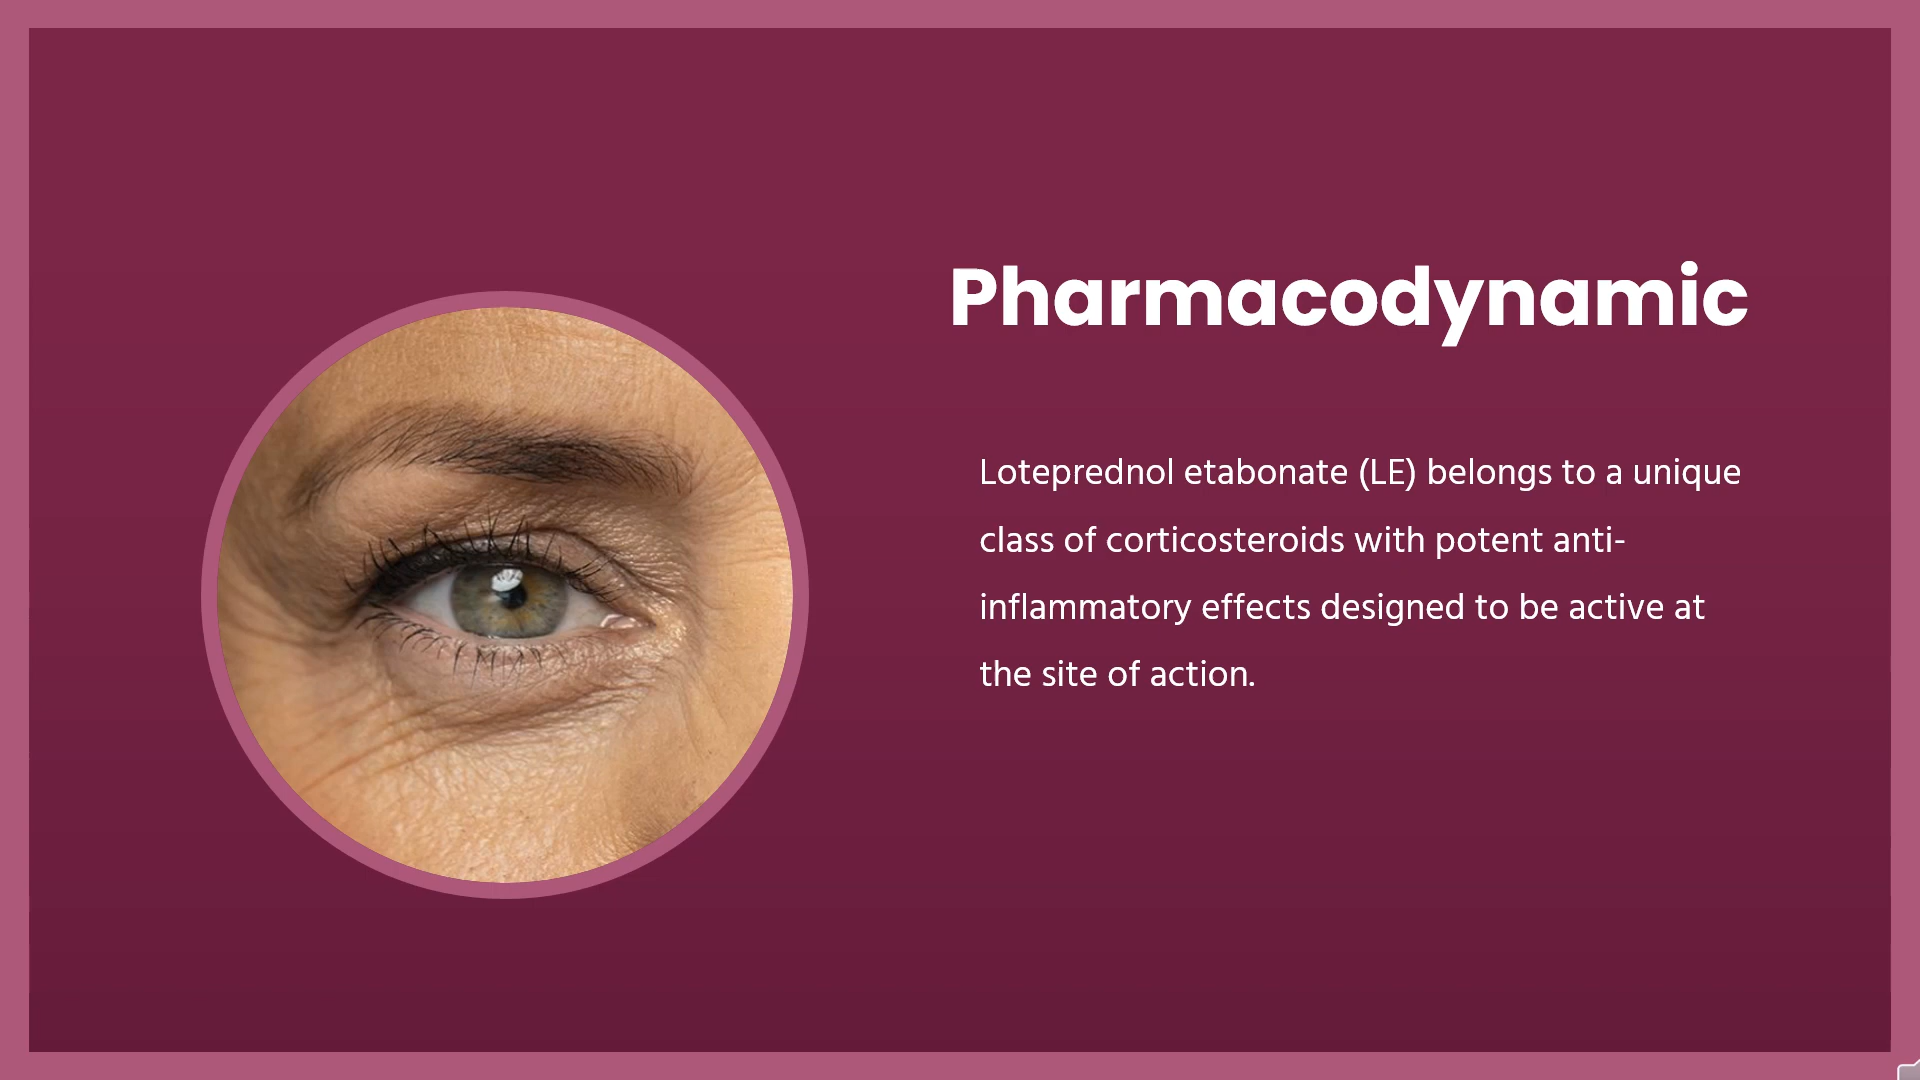 Pharmacodynamic
Loteprednol etabonate (LE) belongs to a unique
class of corticosteroids with potent anti-
inflammatory effects designed to be active at
the site of action.